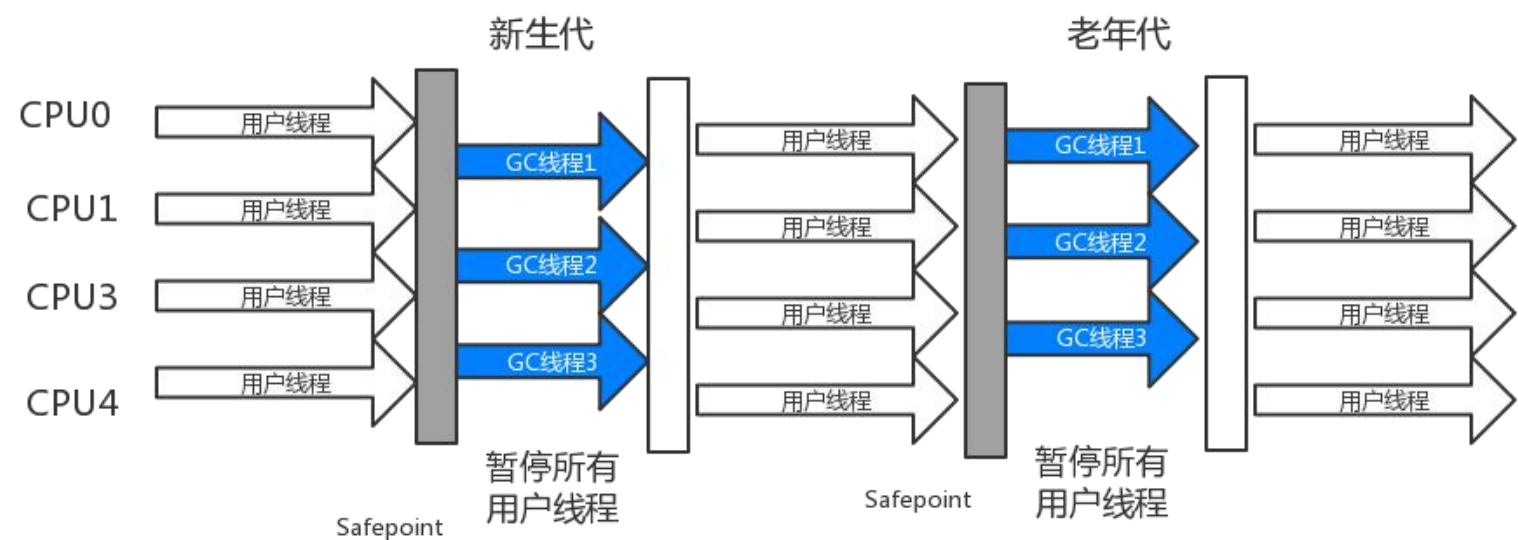 新生代
老年代
CPU0
用户线程
GC线程1
用户线程
GC线程1
用户线程
CPU1
用户线程
GC线程2
用户线程
GC线程2
用户线程
CPU3
用户线程
GC线程3
用户线程
GC线程3
用户线程
CPU4
用户线程
用户线程
用户线程
暂停所有
用户线程
暂停所有
用户线程
Safepoint
Safepoint